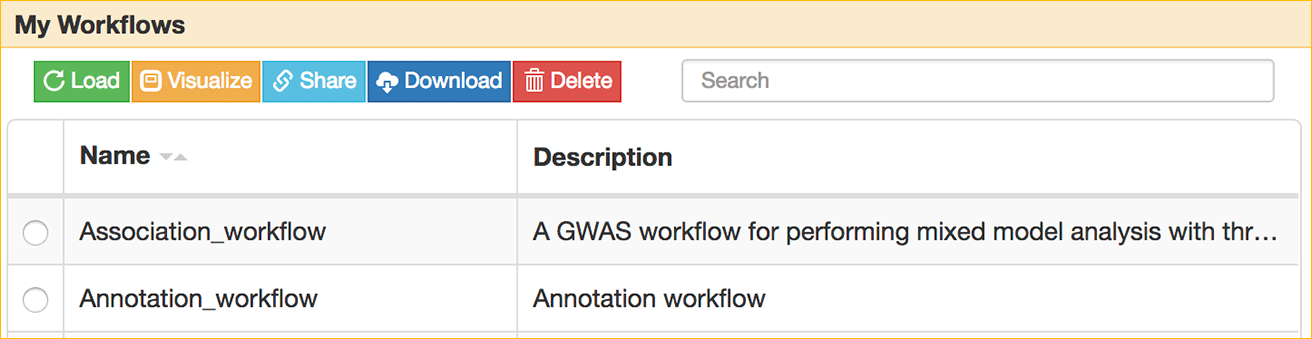 My Workflows
Load Visualize Share Download Delete Search
Name Description
Association_workflow A GWAS workflow for performing mixed model analysis with thr…
Annotation_workflow Annotation workflow